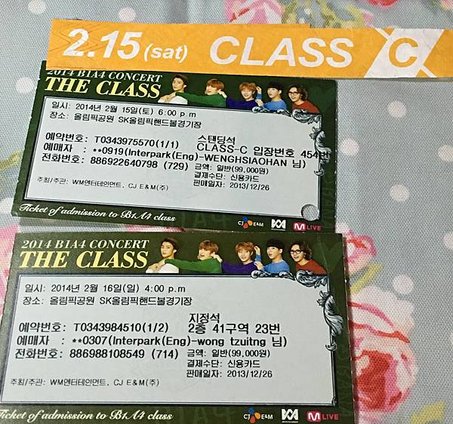 2.15 (sat) CLASS C
2014 B1A4 CONCERT
THE CLASS
일시: 2014년 2월 15일(토) 6:00 p.m
장소: 올림픽공원 SK올림픽핸드볼경기장
스탠딩석
예약번호: T0343975570(1/1) CLASS-C 입장번호 454번
예매자 : **0919(Interpark(Eng)-WENGHSIAOHAN 님)
전화번호: 886922640798 (729) 금액: 일반(99,000원)
결제수단: 신용카드
주최/주관: WM엔터테인먼트, CJ E&M(주) 판매일자: 2013/12/26
Ticket of admission to B1A4 class
CJ E&M
M LIVE
2014 B1A4 CONCERT
THE CLASS
일시: 2014년 2월 16일(일) 4:00 p.m
장소: 올림픽공원 SK올림픽핸드볼경기장
지정석
예약번호: T0343984510(1/2) 2층 41구역 23번
예매자 : **0307(Interpark(Eng)-wong tzuitng 님)
전화번호: 886988108549 (714) 금액: 일반(99,000원)
결제수단: 신용카드
주최/주관: WM엔터테인먼트, CJ E&M(주) 판매일자: 2013/12/26
Ticket of admission to B1A4 class
CJ E&M
M LIVE